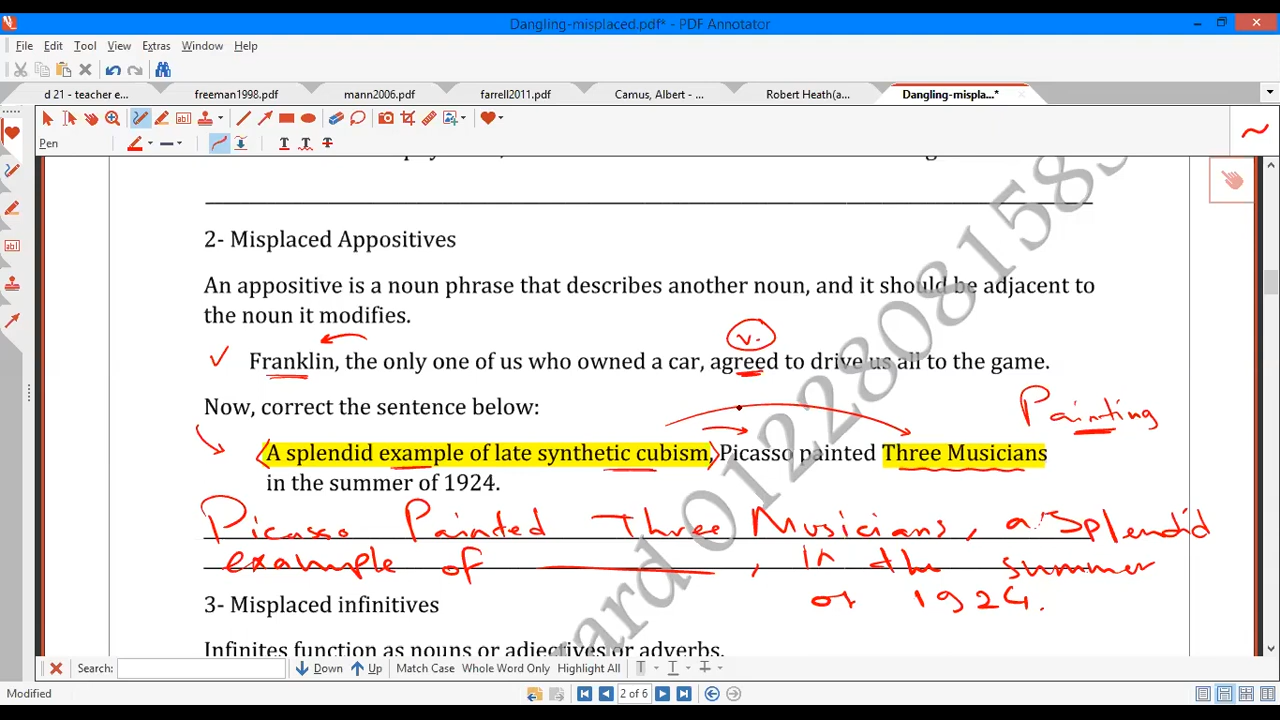 Dangling-misplaced.pdf* - PDF Annotator
File Edit Tool View Extras Window Help
d 21 - teacher e... freeman1998.pdf mann2006.pdf farrell2011.pdf Camus, Albert - ... Robert Heath(a... Dangling-mispla...*
Pen
2- Misplaced Appositives
An appositive is a noun phrase that describes another noun, and it should be adjacent to
the noun it modifies.
v.
Franklin, the only one of us who owned a car, agreed to drive us all to the game.
Now, correct the sentence below:
Painting
A splendid example of late synthetic cubism, Picasso painted Three Musicians
in the summer of 1924.
Picasso Painted Three Musicians, a splendid
example of , in the summer
of 1924.
3- Misplaced infinitives
Infinites function as nouns or adjectives or adverbs.
ard 0122808158
Search: Down Up Match Case Whole Word Only Highlight All
Modified 2 of 6